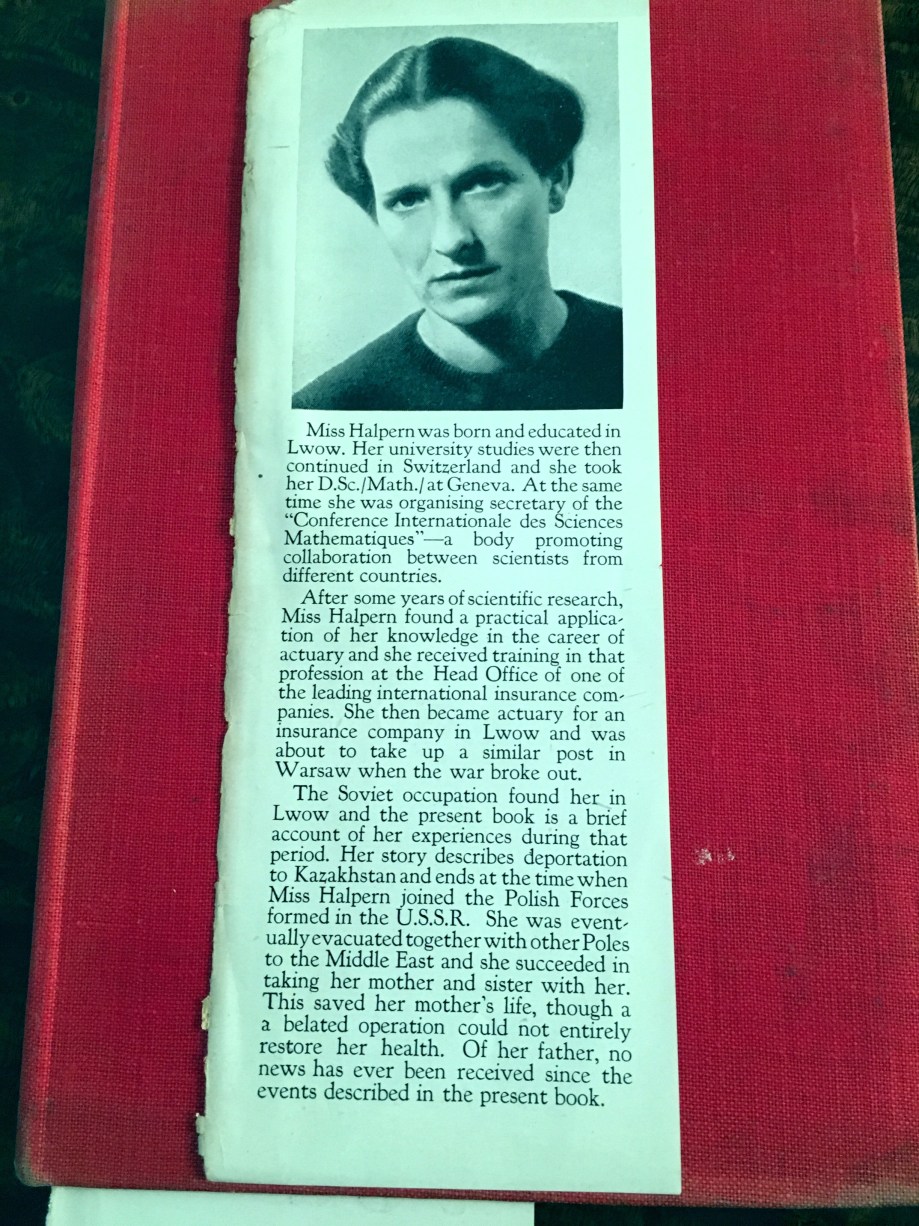 Miss Halpern was born and educated in
Lwow. Her university studies were then
continued in Switzerland and she took
her D.Sc./Math./at Geneva. At the same
time she was organising secretary of the
“Conference Internationale des Sciences
Mathematiques”—a body promoting
collaboration between scientists from
different countries.
After some years of scientific research,
Miss Halpern found a practical applica-
tion of her knowledge in the career of
actuary and she received training in that
profession at the Head Office of one of
the leading international insurance com-
panies. She then became actuary for an
insurance company in Lwow and was
about to take up a similar post in
Warsaw when the war broke out.
The Soviet occupation found her in
Lwow and the present book is a brief
account of her experiences during that
period. Her story describes deportation
to Kazakhstan and ends at the time when
Miss Halpern joined the Polish Forces
formed in the U.S.S.R. She was event-
ually evacuated together with other Poles
to the Middle East and she succeeded in
taking her mother and sister with her.
This saved her mother’s life, though a
a belated operation could not entirely
restore her health. Of her father, no
news has ever been received since the
events described in the present book.